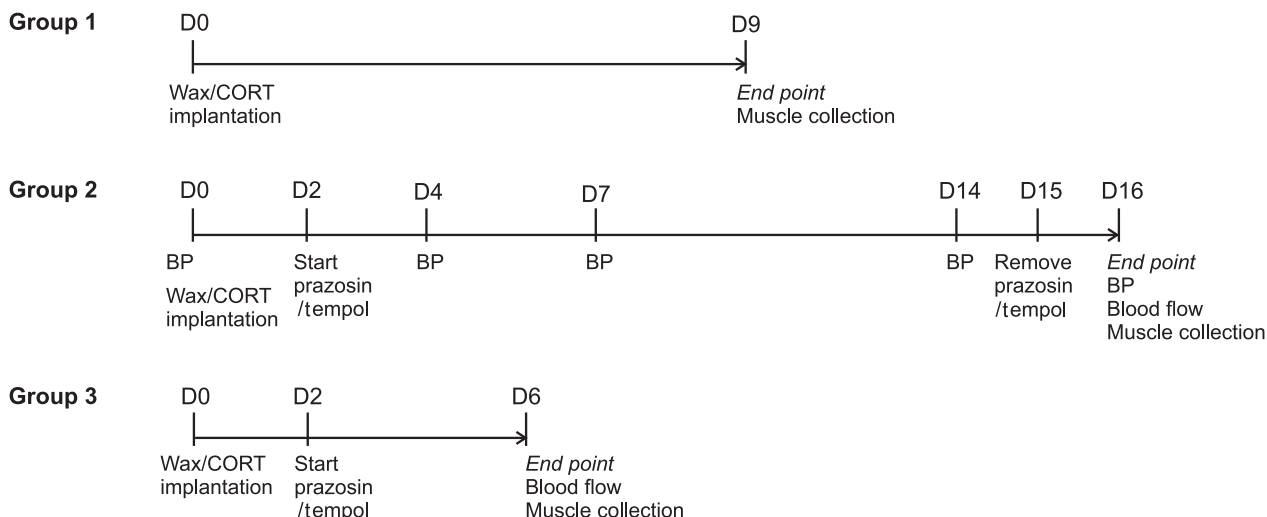 Group 1
D0
D9
Wax/CORT
implantation
End point
Muscle collection
Group 2
D0
D2
D4
D7
D14
D15
D16
BP
Wax/CORT
implantation
Start
prazosin
/tempol
BP
BP
BP
Remove
prazosin
/tempol
End point
BP
Blood flow
Muscle collection
Group 3
D0
D2
D6
Wax/CORT
implantation
Start
prazosin
/tempol
End point
Blood flow
Muscle collection